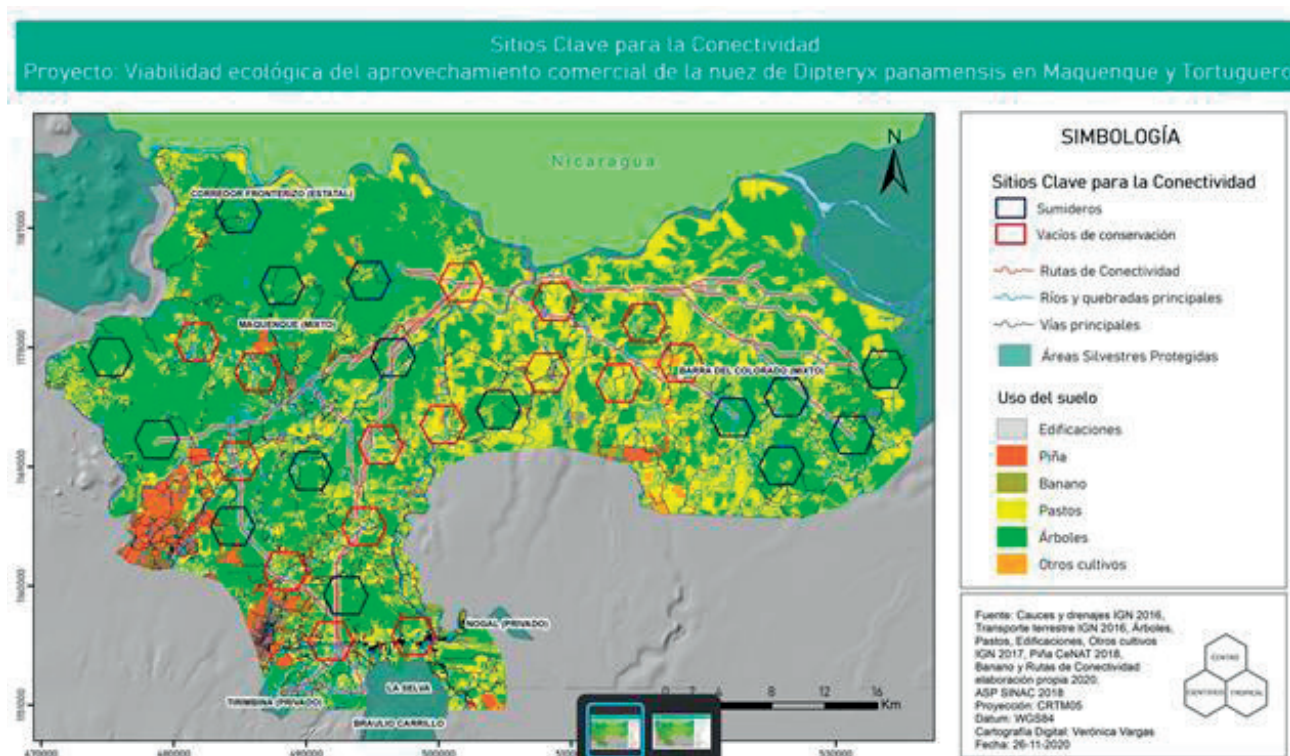 Sitios Clave para la Conectividad
Proyecto: Viabilidad ecológica del aprovechamiento comercial de la nuez de Dipteryx panamensis en Maquenque y Tortuguero
Nicaragua
N
CORREDOR FRONTERIZO (ESTATAL)
MAQUENQUE (MIXTO)
BARRA DEL COLORADO (MIXTO)
NOGAL (PRIVADO)
LA SELVA
TIRIMBINA (PRIVADO)
BRAULIO CARRILLO
0 2 4 8 12 16
Km
SIMBOLOGÍA
Sitios Clave para la Conectividad
Sumideros
Vacíos de conservación
Rutas de Conectividad
Ríos y quebradas principales
Vías principales
Áreas Silvestres Protegidas
Uso del suelo
Edificaciones
Piña
Banano
Pastos
Árboles
Otros cultivos
Fuente: Cauces y drenajes IGN 2016,
Transporte terrestre IGN 2016, Árboles,
Pastos, Edificaciones, Otros cultivos
IGN 2017, Piña CeNAT 2018,
Banano y Rutas de Conectividad
elaboración propia 2020,
ASP SINAC 2018
Proyección: CRTM05
Datum: WGS84
Cartografía Digital: Verónica Vargas
Fecha: 26-11-2020
CENTRO
CIENTIFICO TROPICAL